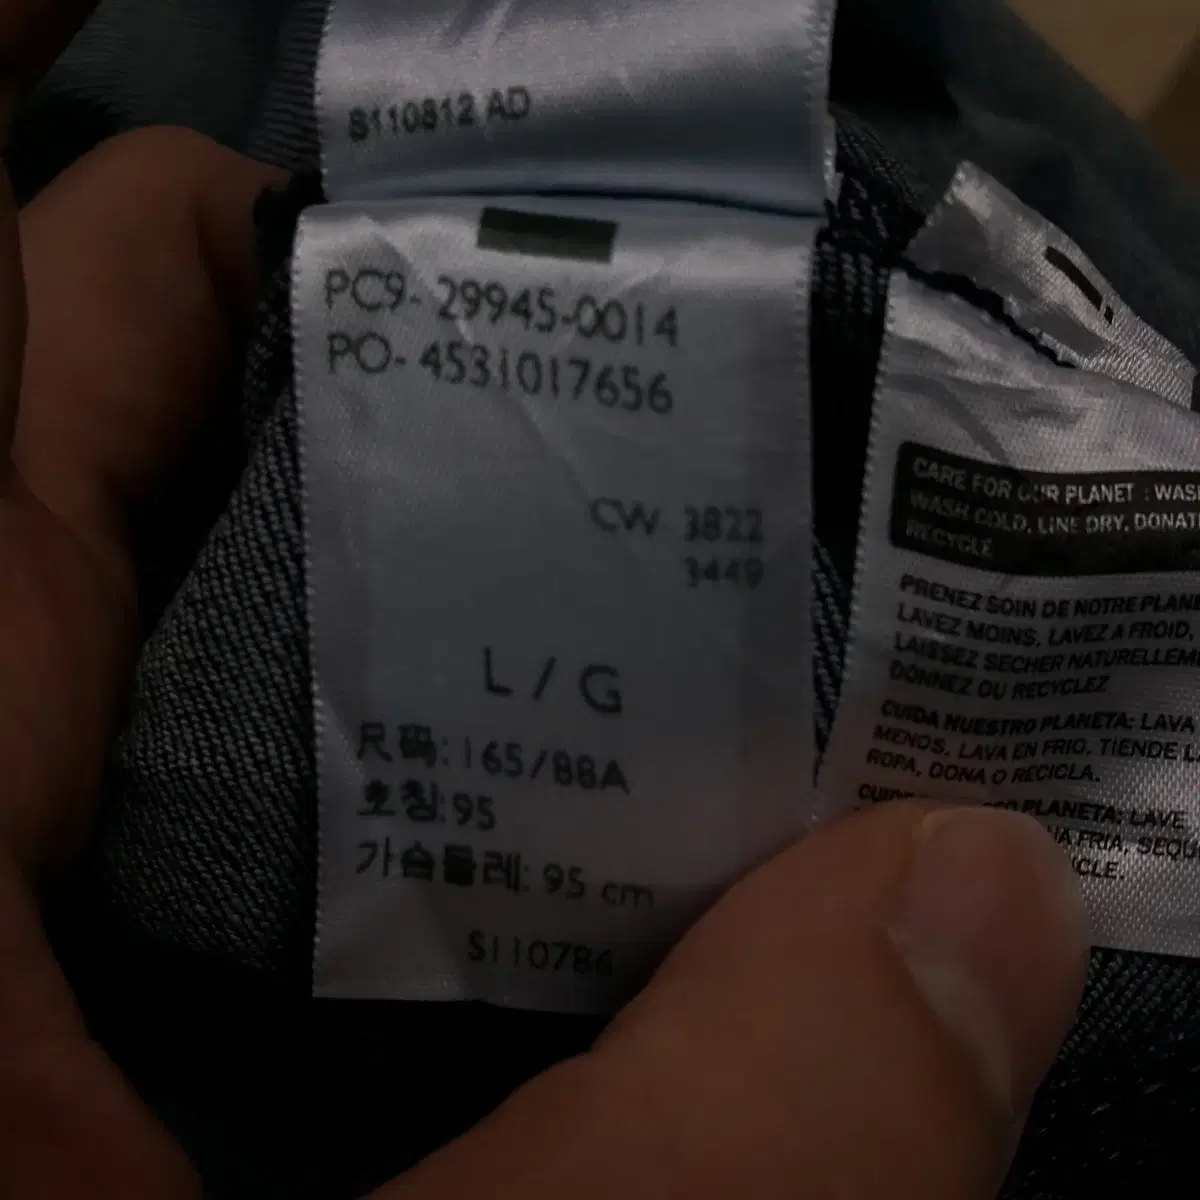 S110812 AD
PC9- 29945-0014
PO- 4531017656
CW 3822
3449
L / G
尺码: 165/88A
호칭:95
가슴둘레: 95 cm
S110786
CARE FOR OUR PLANET : WASH
WASH COLD, LINE DRY, DONAT
RECYCLE
PRENEZ SOIN DE NOTRE PLAN
LAVEZ MOINS, LAVEZ A FROID,
LAISSEZ SECHER NATURELLEM
DONNEZ OU RECYCLEZ
CUIDA NUESTRO PLANETA: LAVA
MENOS, LAVA EN FRIO, TIENDE L
ROPA, DONA O RECICLA.
PLANETA: LAVE
FRIA, SEQU
CLE.